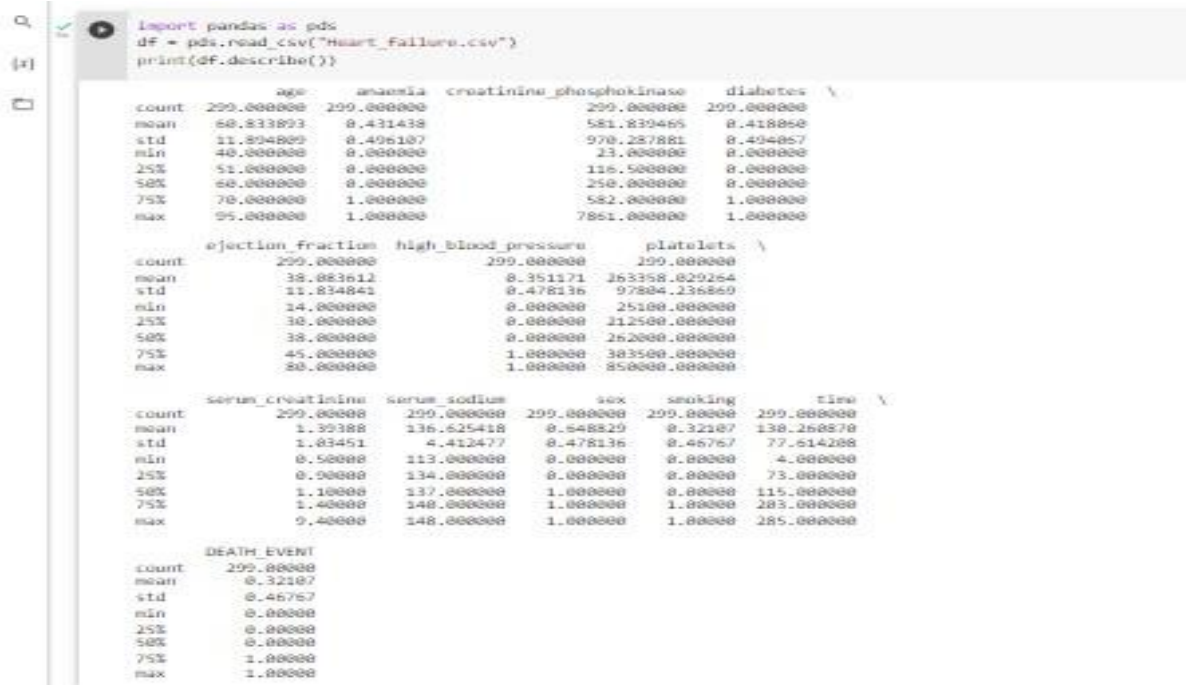 import pandas as pds
df = pds.read_csv("Heart_failure.csv")
print(df.describe())
age anaemia creatinine_phosphokinase diabetes \
count 299.000000 299.000000 299.000000 299.000000
mean 60.833893 0.431438 581.839465 0.418060
std 11.894809 0.496107 970.287881 0.494067
min 40.000000 0.000000 23.000000 0.000000
25% 51.000000 0.000000 116.500000 0.000000
50% 60.000000 0.000000 250.000000 0.000000
75% 70.000000 1.000000 582.000000 1.000000
max 95.000000 1.000000 7861.000000 1.000000
ejection_fraction high_blood_pressure platelets \
count 299.000000 299.000000 299.000000
mean 38.083612 0.351171 263358.029264
std 11.834841 0.478136 97804.236869
min 14.000000 0.000000 25100.000000
25% 30.000000 0.000000 212500.000000
50% 38.000000 0.000000 262000.000000
75% 45.000000 1.000000 303500.000000
max 80.000000 1.000000 850000.000000
serum_creatinine serum_sodium sex smoking time \
count 299.00000 299.000000 299.000000 299.00000 299.000000
mean 1.39388 136.625418 0.648829 0.32107 130.260870
std 1.03451 4.412477 0.478136 0.46767 77.614208
min 0.50000 113.000000 0.000000 0.00000 4.000000
25% 0.90000 134.000000 0.000000 0.00000 73.000000
50% 1.10000 137.000000 1.000000 0.00000 115.000000
75% 1.40000 140.000000 1.000000 1.00000 203.000000
max 9.40000 148.000000 1.000000 1.00000 285.000000
DEATH_EVENT
count 299.00000
mean 0.32107
std 0.46767
min 0.00000
25% 0.00000
50% 0.00000
75% 1.00000
max 1.00000